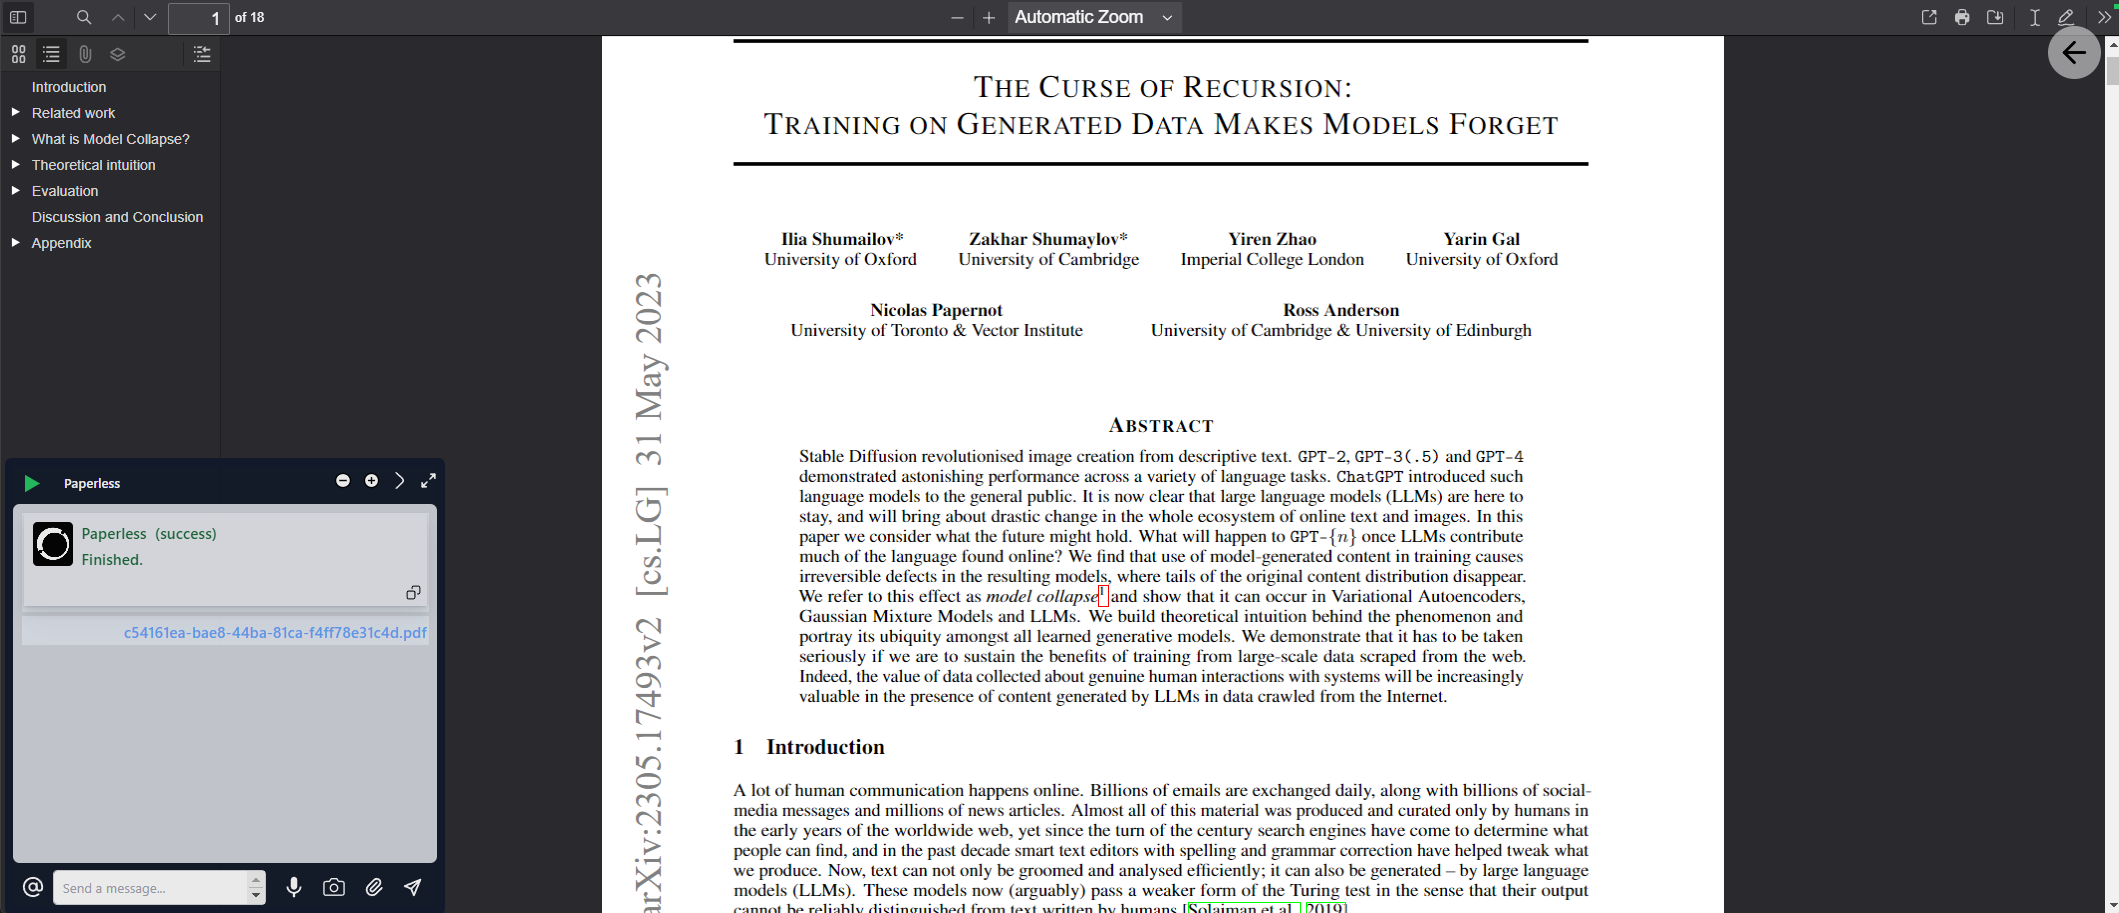 1 of 18
Automatic Zoom
Introduction
Related work
What is Model Collapse?
Theoretical intuition
Evaluation
Discussion and Conclusion
Appendix
Paperless
Paperless (success)
Finished.
c54161ea-bae8-44ba-81ca-f4ff78e31c4d.pdf
Send a message...
arXiv:2305.17493v2 [cs.LG] 31 May 2023
THE CURSE OF RECURSION:
TRAINING ON GENERATED DATA MAKES MODELS FORGET
Ilia Shumailov* Zakhar Shumaylov* Yiren Zhao Yarin Gal
University of Oxford University of Cambridge Imperial College London University of Oxford
Nicolas Papernot Ross Anderson
University of Toronto & Vector Institute University of Cambridge & University of Edinburgh
ABSTRACT
Stable Diffusion revolutionised image creation from descriptive text. GPT-2, GPT-3(.5) and GPT-4
demonstrated astonishing performance across a variety of language tasks. ChatGPT introduced such
language models to the general public. It is now clear that large language models (LLMs) are here to
stay, and will bring about drastic change in the whole ecosystem of online text and images. In this
paper we consider what the future might hold. What will happen to GPT-{n} once LLMs contribute
much of the language found online? We find that use of model-generated content in training causes
irreversible defects in the resulting models, where tails of the original content distribution disappear.
We refer to this effect as model collapse1 and show that it can occur in Variational Autoencoders,
Gaussian Mixture Models and LLMs. We build theoretical intuition behind the phenomenon and
portray its ubiquity amongst all learned generative models. We demonstrate that it has to be taken
seriously if we are to sustain the benefits of training from large-scale data scraped from the web.
Indeed, the value of data collected about genuine human interactions with systems will be increasingly
valuable in the presence of content generated by LLMs in data crawled from the Internet.
1 Introduction
A lot of human communication happens online. Billions of emails are exchanged daily, along with billions of social-
media messages and millions of news articles. Almost all of this material was produced and curated only by humans in
the early years of the worldwide web, yet since the turn of the century search engines have come to determine what
people can find, and in the past decade smart text editors with spelling and grammar correction have helped tweak what
we produce. Now, text can not only be groomed and analysed efficiently; it can also be generated – by large language
models (LLMs). These models now (arguably) pass a weaker form of the Turing test in the sense that their output
cannot be reliably distinguished from text written by humans [Solaiman et al., 2019]